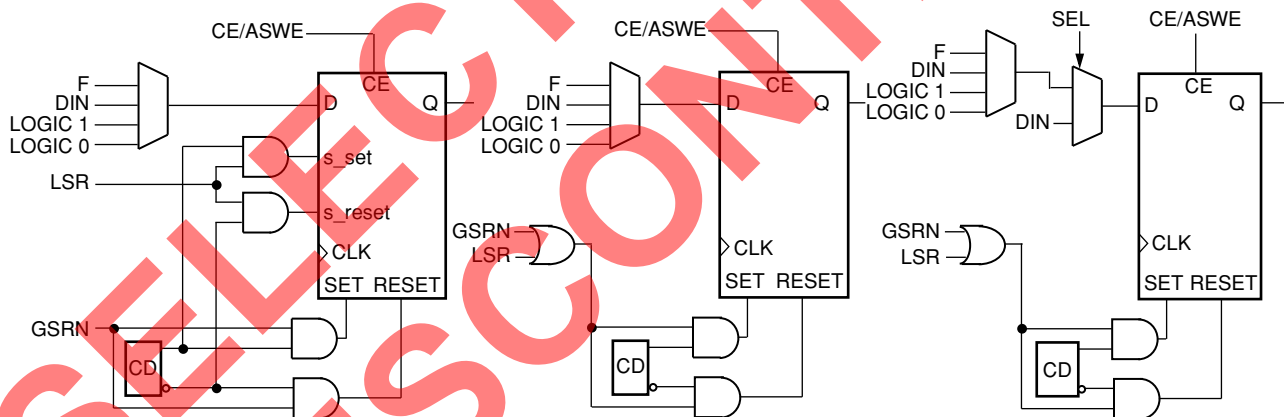 CE/ASWE
F
DIN
LOGIC 1
LOGIC 0
LSR
GSRN
CE
D
Q
s_set
s_reset
CLK
SET RESET
CD
CE/ASWE
F
DIN
LOGIC 1
LOGIC 0
GSRN
LSR
CE
D
Q
CLK
SET RESET
CD
SEL
CE/ASWE
F
DIN
LOGIC 1
LOGIC 0
DIN
GSRN
LSR
CE
D
Q
CLK
SET RESET
CD
SELECT